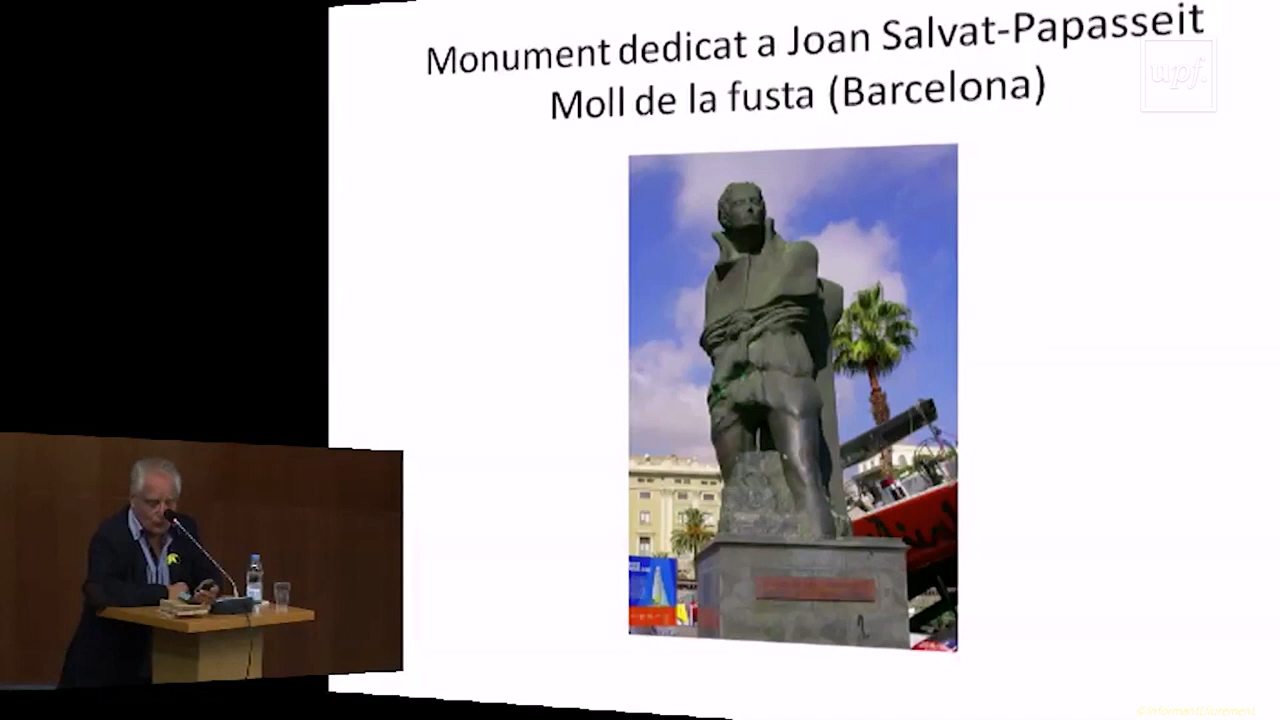 Monument dedicat a Joan Salvat-Papasseit
Moll de la fusta (Barcelona)
upf.